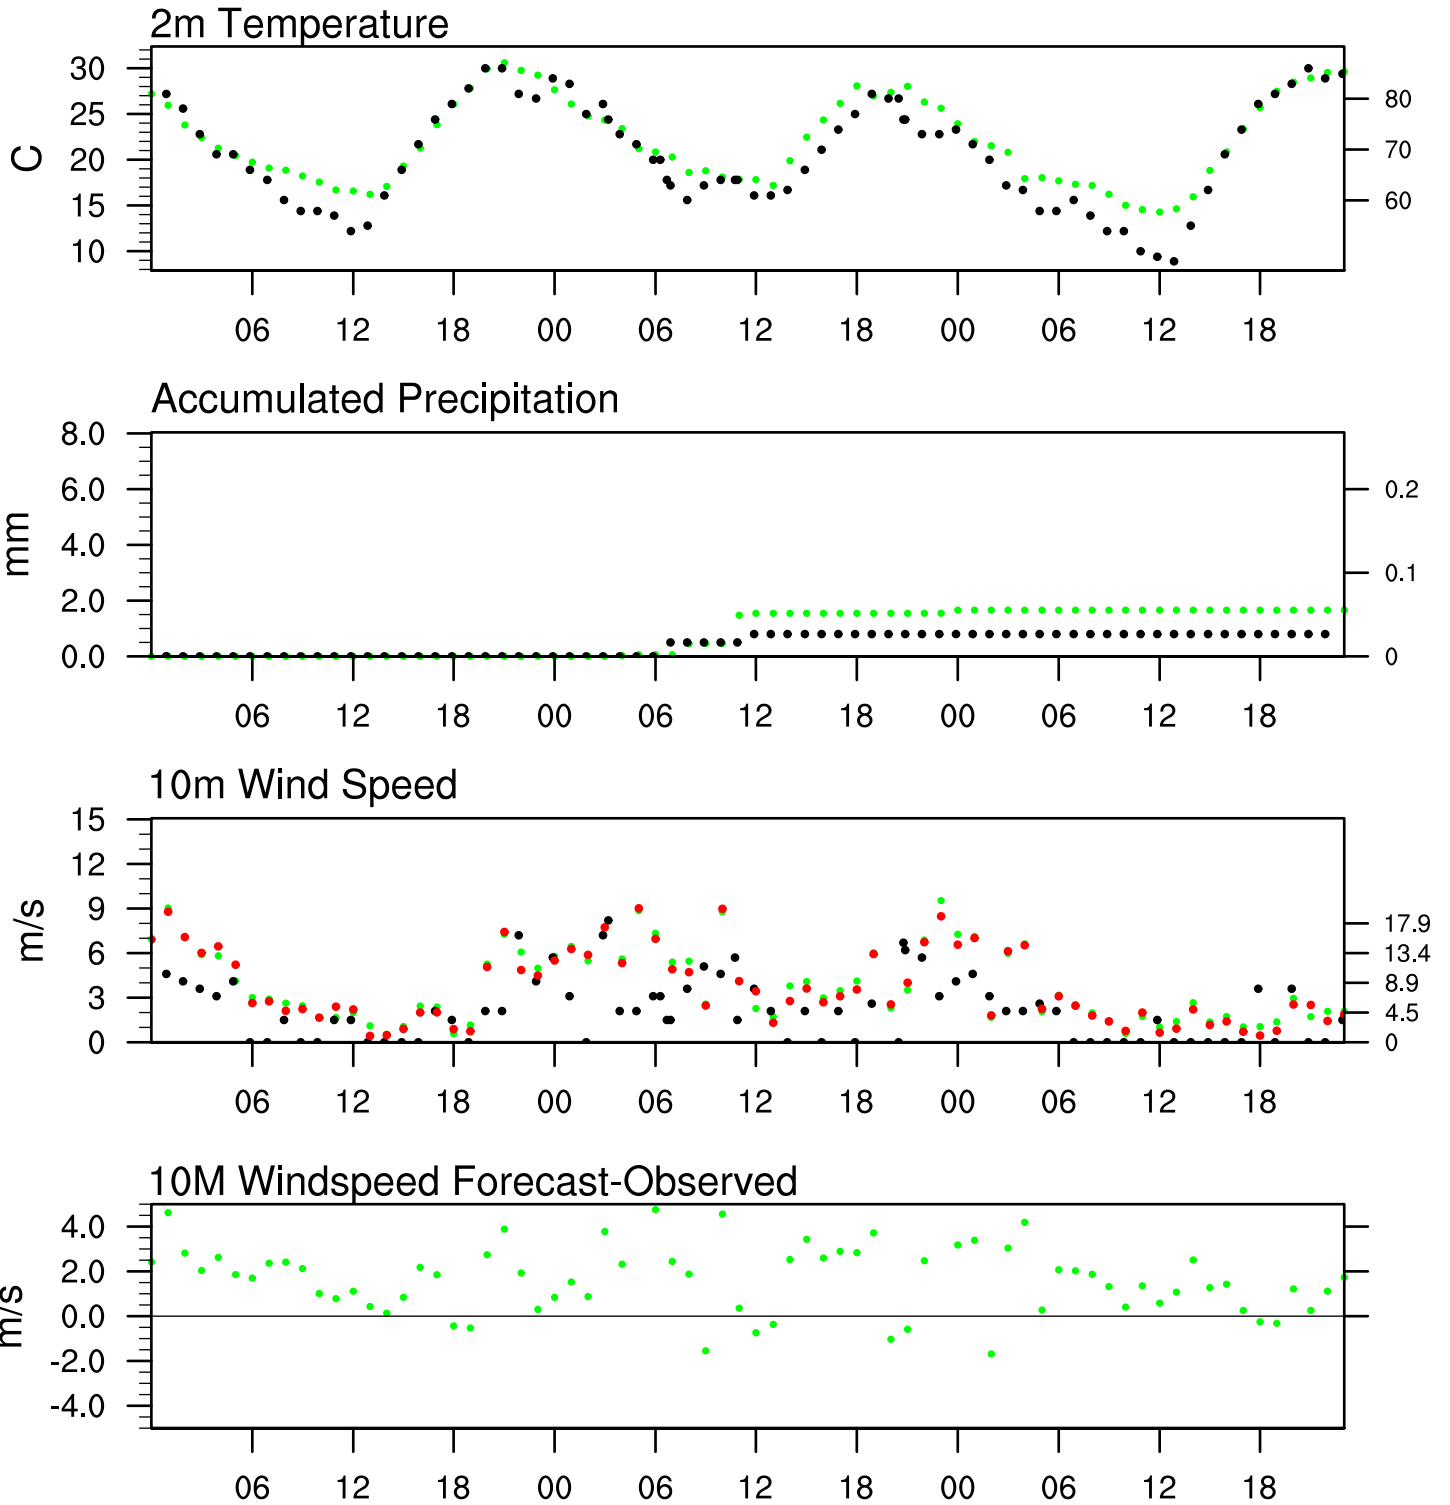 2m Temperature
30
25
20
15
10
C
80
70
60
06 12 18 00 06 12 18 00 06 12 18
Accumulated Precipitation
8.0
6.0
4.0
2.0
0.0
mm
0.2
0.1
0
06 12 18 00 06 12 18 00 06 12 18
10m Wind Speed
15
12
9
6
3
0
m/s
17.9
13.4
8.9
4.5
0
06 12 18 00 06 12 18 00 06 12 18
10M Windspeed Forecast-Observed
4.0
2.0
0.0
-2.0
-4.0
m/s
06 12 18 00 06 12 18 00 06 12 18